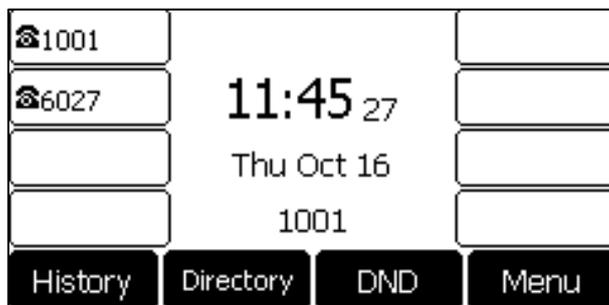 ☎1001
☎6027
11:45 27
Thu Oct 16
1001
History Directory DND Menu